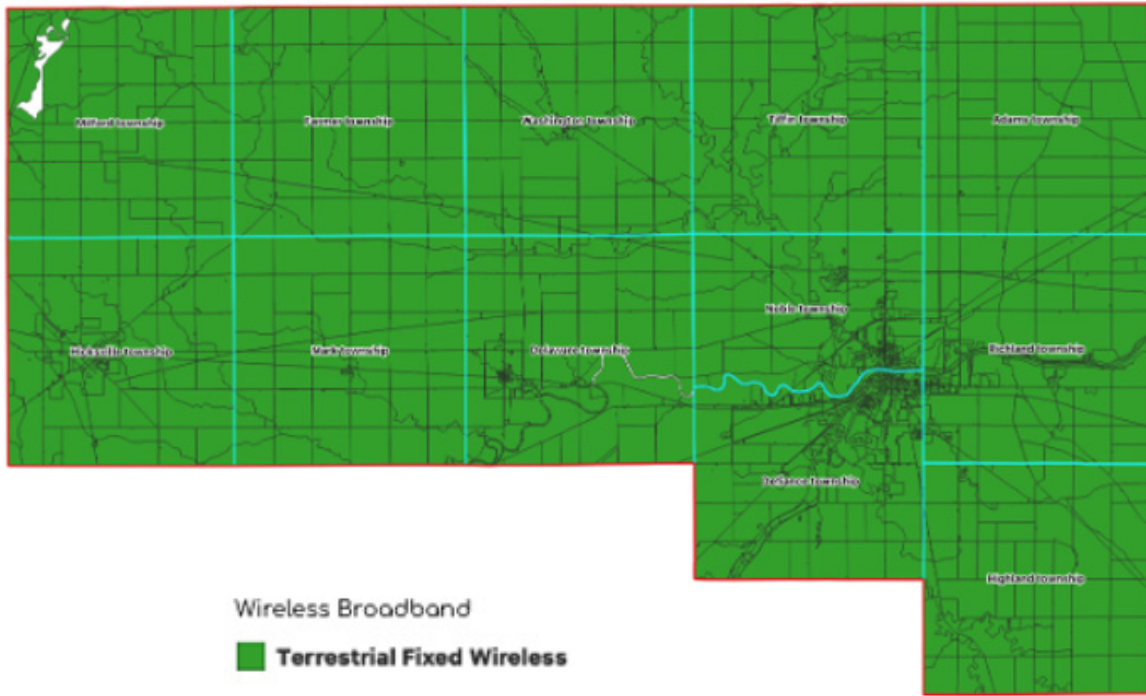 Milford township
Farmer township
Washington township
Tiffin township
Adams township
Noble township
Hicksville township
Mark township
Delaware township
Richland township
Defiance township
Highland township
Wireless Broadband
Terrestrial Fixed Wireless